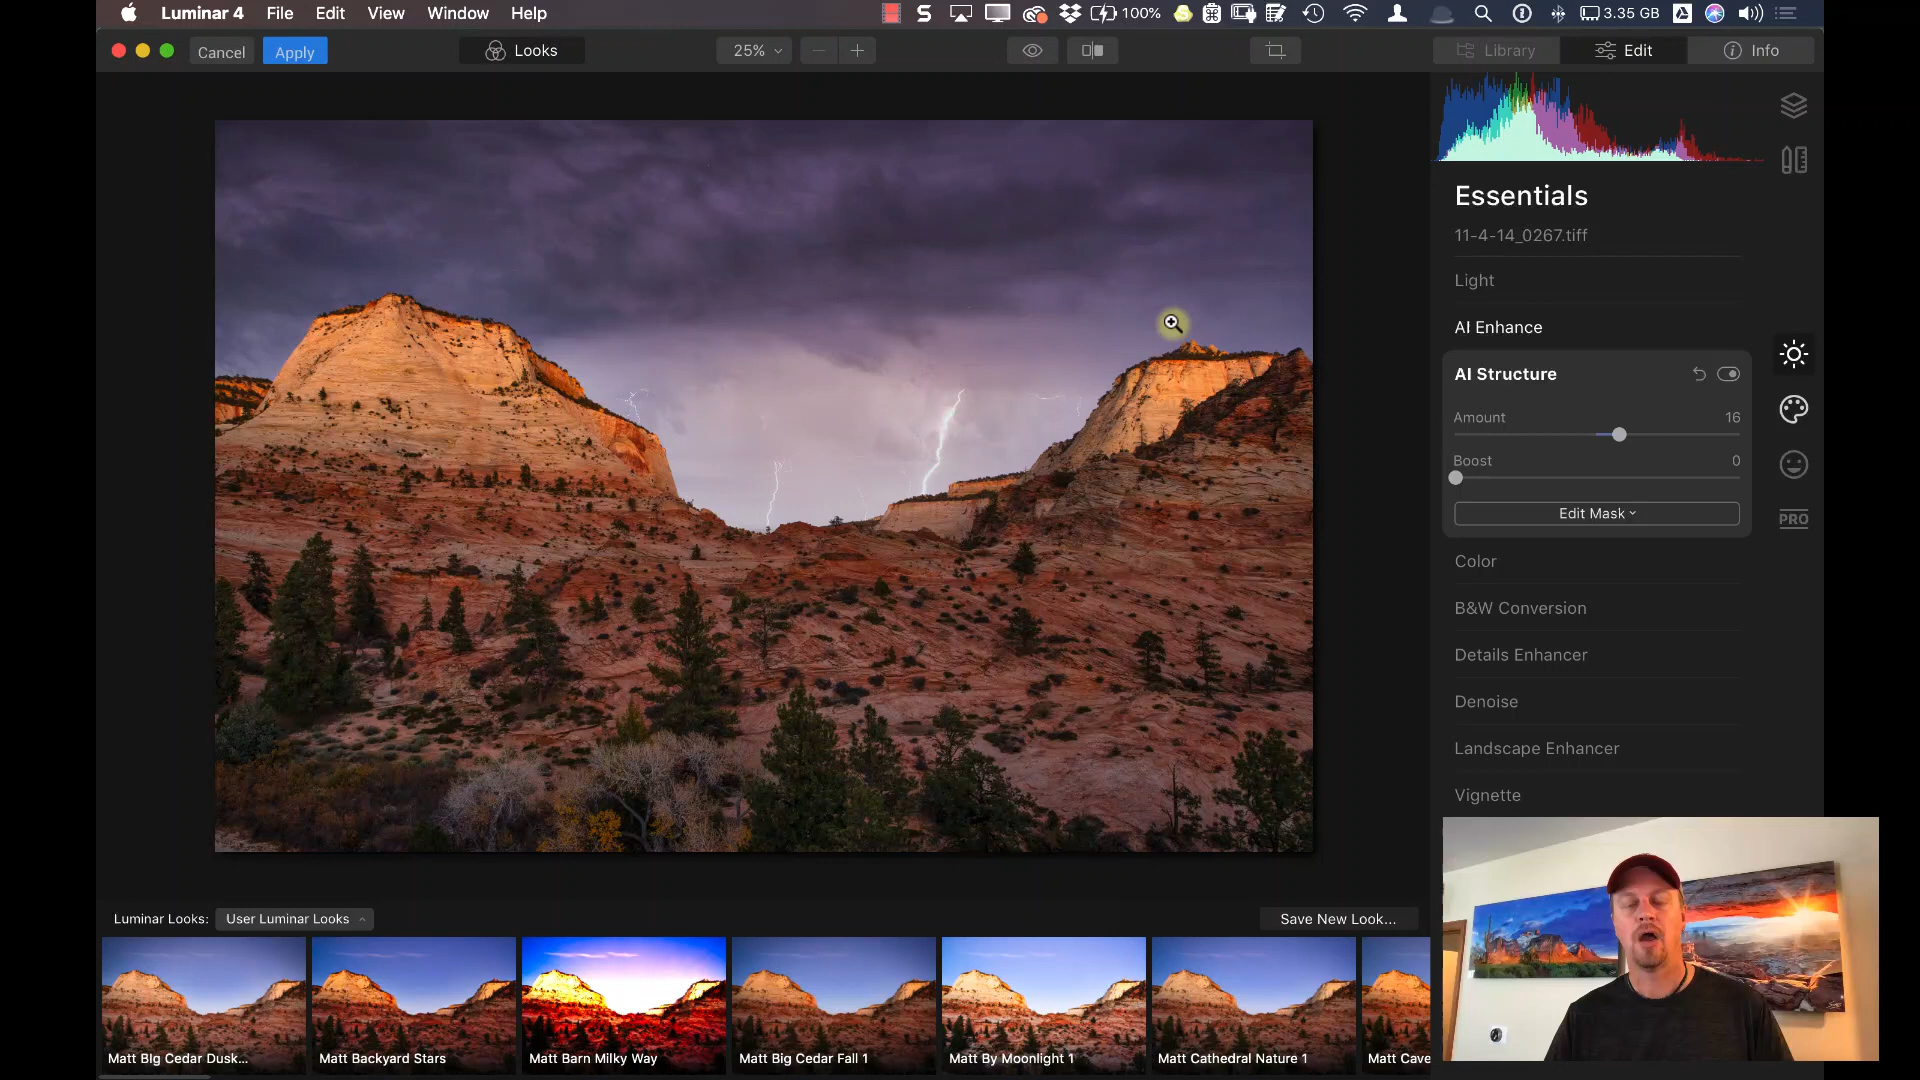 Luminar 4 File Edit View Window Help 100% 3.35 GB
Cancel Apply Looks 25% Library Edit Info
Essentials
11-4-14_0267.tiff
Light
AI Enhance
AI Structure
Amount 16
Boost 0
Edit Mask
Color
B&W Conversion
Details Enhancer
Denoise
Landscape Enhancer
Vignette
PRO
Luminar Looks: User Luminar Looks Save New Look...
Matt BIg Cedar Dusk... Matt Backyard Stars Matt Barn Milky Way Matt Big Cedar Fall 1 Matt By Moonlight 1 Matt Cathedral Nature 1 Matt Cave